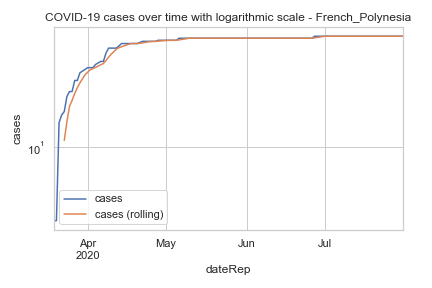 COVID-19 cases over time with logarithmic scale - French_Polynesia
cases
10^1
cases
cases (rolling)
Apr
2020
May
Jun
Jul
dateRep